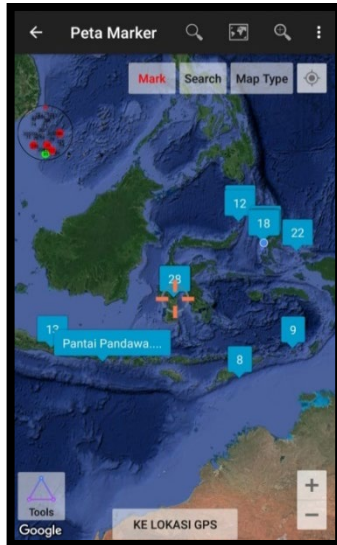 Peta Marker
Mark
Search
Map Type
12
18
22
28
Pantai Pandawa....
9
8
Tools
Google
KE LOKASI GPS
+
−